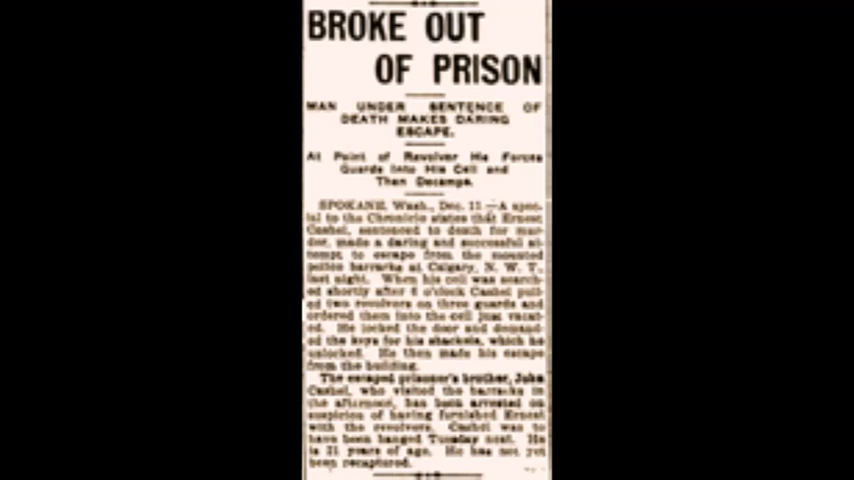 BROKE OUT
OF PRISON
MAN UNDER SENTENCE OF
DEATH MAKES DARING
ESCAPE.
At Point of Revolver He Forces
Guards Into His Cell and
Then Decamps.
SPOKANE, Wash., Dec. 11.—A spec-
ial to the Chronicle states that Ernest
Cashel, sentenced to death for mur-
der, made a daring and successful at-
tempt to escape from the mounted
police barracks at Calgary, N. W. T.,
last night. When his cell was search-
ed shortly after 6 o'clock Cashel pull-
ed two revolvers on three guards and
ordered them into the cell just vacat-
ed. He locked the door and demand-
ed the keys for his shackels, which he
unlocked. He then made his escape
from the building.
The escaped prisoner's brother, John
Cashel, who visited the barracks in
the afternoon, has been arrested on
suspicion of having furnished Ernest
with the revolvers. Cashel was to
have been hanged Tuesday next. He
is 21 years of age. He has not yet
been recaptured.